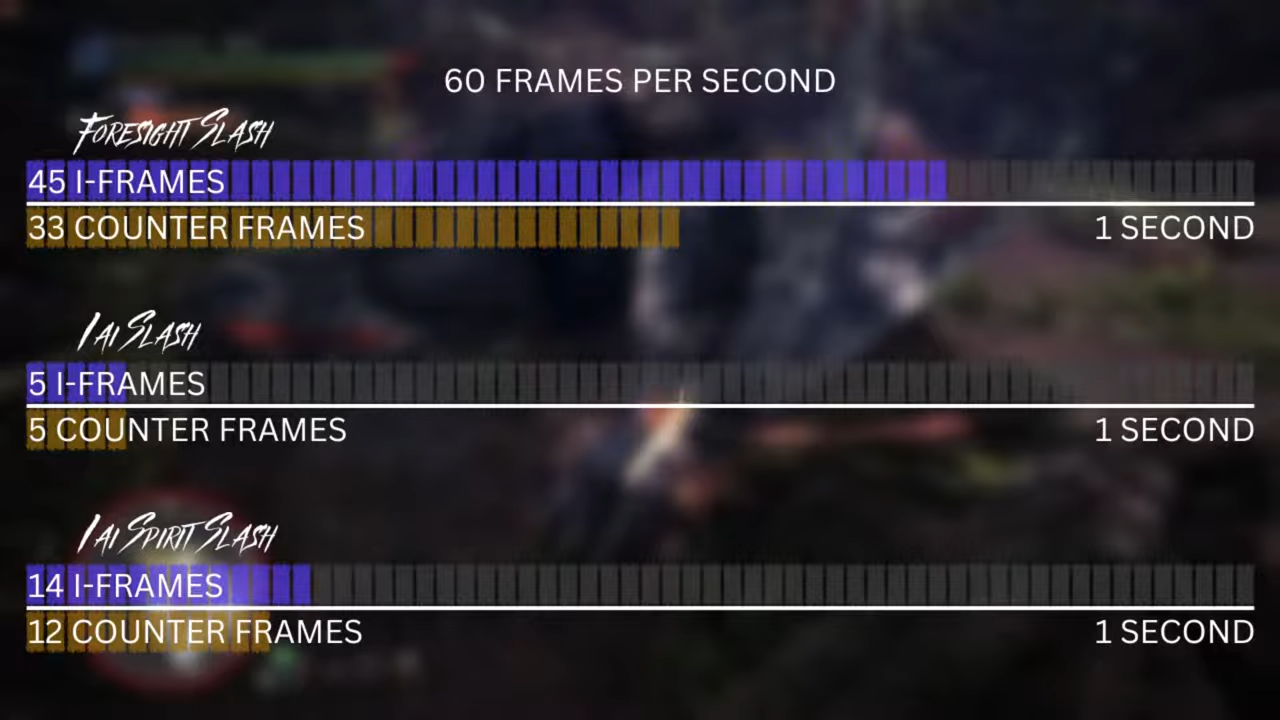 60 FRAMES PER SECOND
FORESIGHT SLASH
45 I-FRAMES
33 COUNTER FRAMES
1 SECOND
IAI SLASH
5 I-FRAMES
5 COUNTER FRAMES
1 SECOND
IAI SPIRIT SLASH
14 I-FRAMES
12 COUNTER FRAMES
1 SECOND